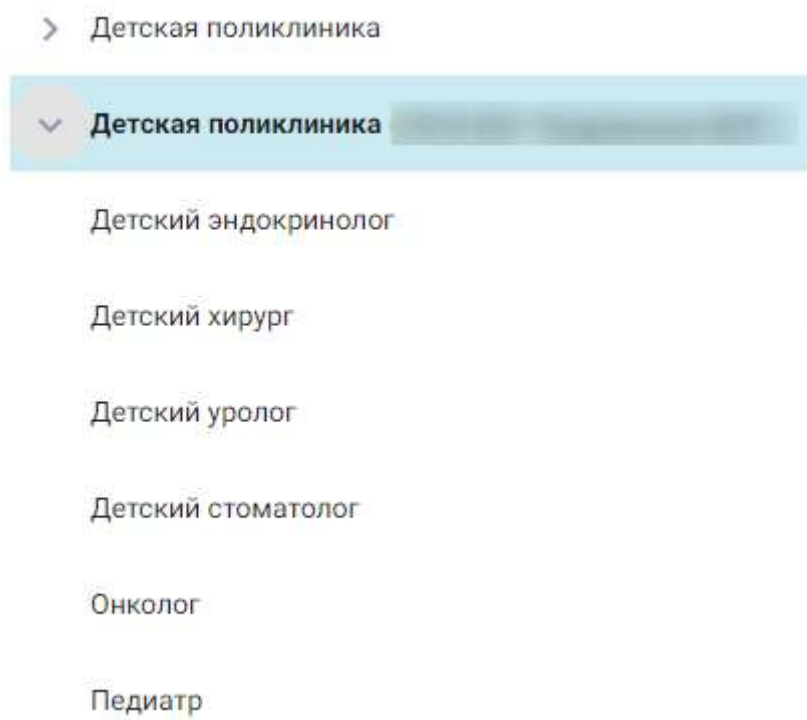 Детская поликлиника
Детская поликлиника
Детский эндокринолог
Детский хирург
Детский уролог
Детский стоматолог
Онколог
Педиатр